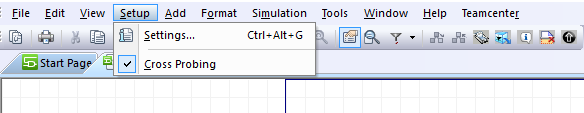 File Edit View Setup Add Format Simulation Tools Window Help Teamcenter
Settings... Ctrl+Alt+G
Cross Probing
Start Page